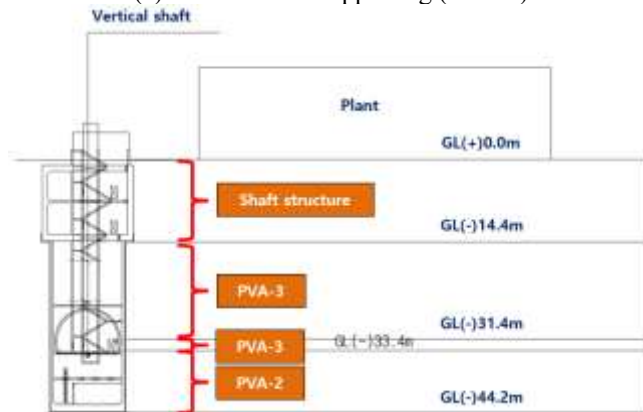 Vertical shaft
Plant
GL(+)0.0m
Shaft structure
GL(-)14.4m
PVA-3
GL(-)31.4m
PVA-3
GL(-)33.4m
PVA-2
GL(-)44.2m